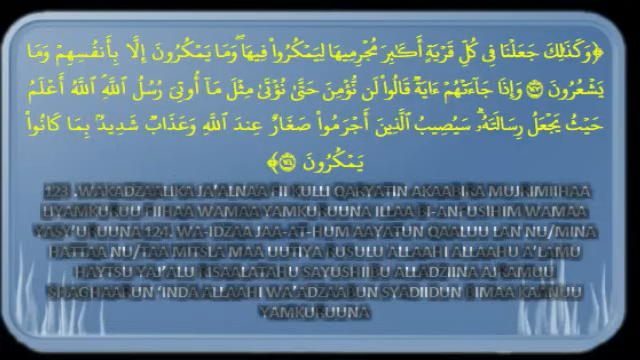 ﴿وَكَذَٰلِكَ جَعَلْنَا فِى كُلِّ قَرْيَةٍ أَكَٰبِرَ مُجْرِمِيهَا لِيَمْكُرُوا۟ فِيهَا ۖ وَمَا يَمْكُرُونَ إِلَّا بِأَنفُسِهِمْ وَمَا
يَشْعُرُونَ ۝١٢٣ وَإِذَا جَآءَتْهُمْ ءَايَةٌ قَالُوا۟ لَن نُّؤْمِنَ حَتَّىٰ نُؤْتَىٰ مِثْلَ مَآ أُوتِىَ رُسُلُ ٱللَّهِ ۘ ٱللَّهُ أَعْلَمُ
حَيْثُ يَجْعَلُ رِسَالَتَهُۥ ۗ سَيُصِيبُ ٱلَّذِينَ أَجْرَمُوا۟ صَغَارٌ عِندَ ٱللَّهِ وَعَذَابٌ شَدِيدٌۢ بِمَا كَانُوا۟
يَمْكُرُونَ ۝١٢٤﴾
123 .WAKADZAALIKA JA'ALNAA FII KULLI QARYATIN AKAABIRA MUJRIMIIHAA
LIYAMKURUU FIIHAA WAMAA YAMKURUUNA ILLAA BI-ANFUSIHIM WAMAA
YASY'URUUNA 124. WA-IDZAA JAA-AT-HUM AAYATUN QAALUU LAN NU/MINA
HATTAA NU/TAA MITSLA MAA UUTIYA RUSULU ALLAAHI ALLAAHU A'LAMU
HAYTSU YAJ'ALU RISAALATAHU SAYUSHIIBU ALLADZIINA AJRAMUU
SHAGHAARUN 'INDA ALLAAHI WA'ADZAABUN SYADIIDUN BIMAA KAANUU
YAMKURUUNA